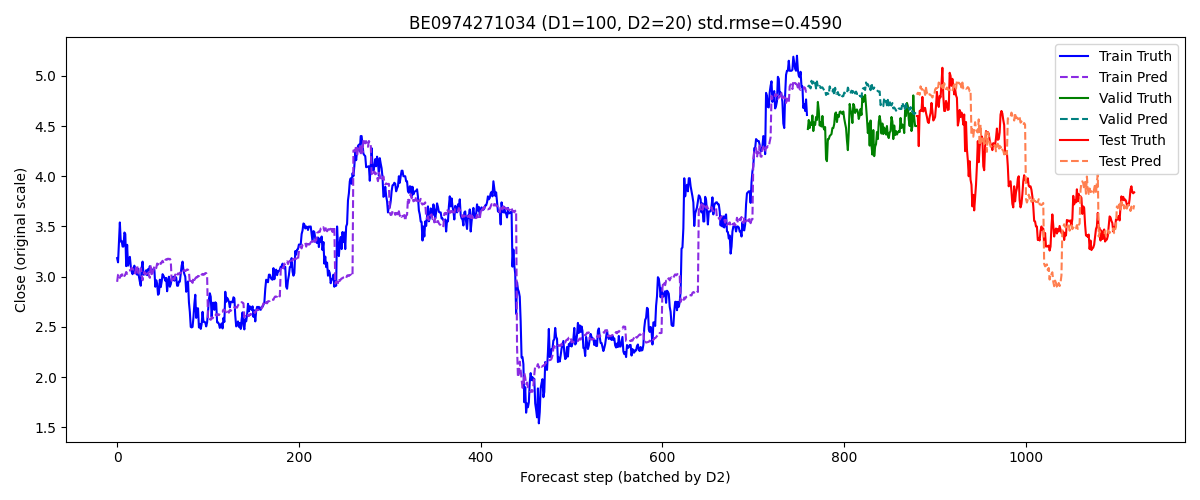 BE0974271034 (D1=100, D2=20) std.rmse=0.4590
Close (original scale)
5.0
4.5
4.0
3.5
3.0
2.5
2.0
1.5
Train Truth
Train Pred
Valid Truth
Valid Pred
Test Truth
Test Pred
0 200 400 600 800 1000
Forecast step (batched by D2)